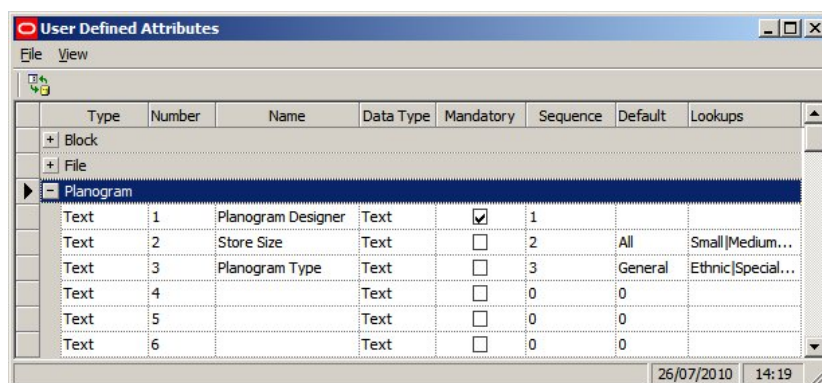 User Defined Attributes
File View
Type Number Name Data Type Mandatory Sequence Default Lookups
Block
File
Planogram
Text 1 Planogram Designer Text 1
Text 2 Store Size Text 2 All Small|Medium...
Text 3 Planogram Type Text 3 General Ethnic|Special...
Text 4 Text 0 0
Text 5 Text 0 0
Text 6 Text 0 0
26/07/2010 14:19